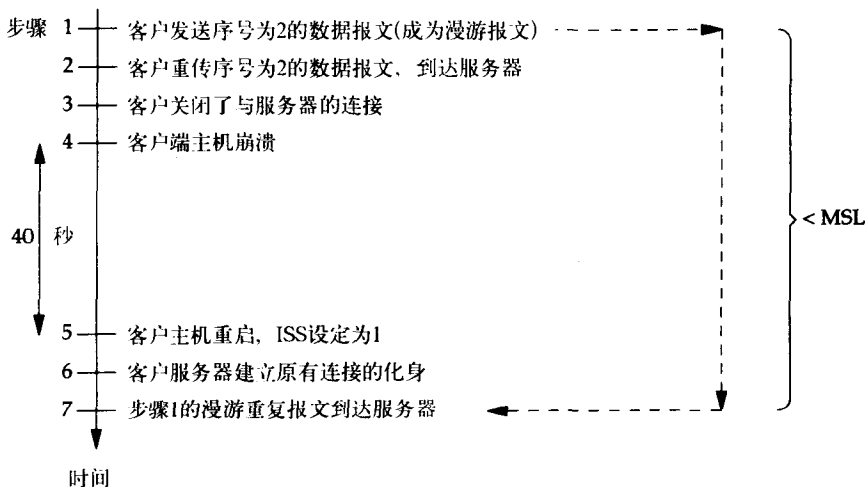 步骤 1 客户发送序号为2的数据报文(成为漫游报文)
2 客户重传序号为2的数据报文，到达服务器
3 客户关闭了与服务器的连接
4 客户端主机崩溃
40 秒
< MSL
5 客户主机重启，ISS设定为1
6 客户服务器建立原有连接的化身
7 步骤1的漫游重复报文到达服务器
时间